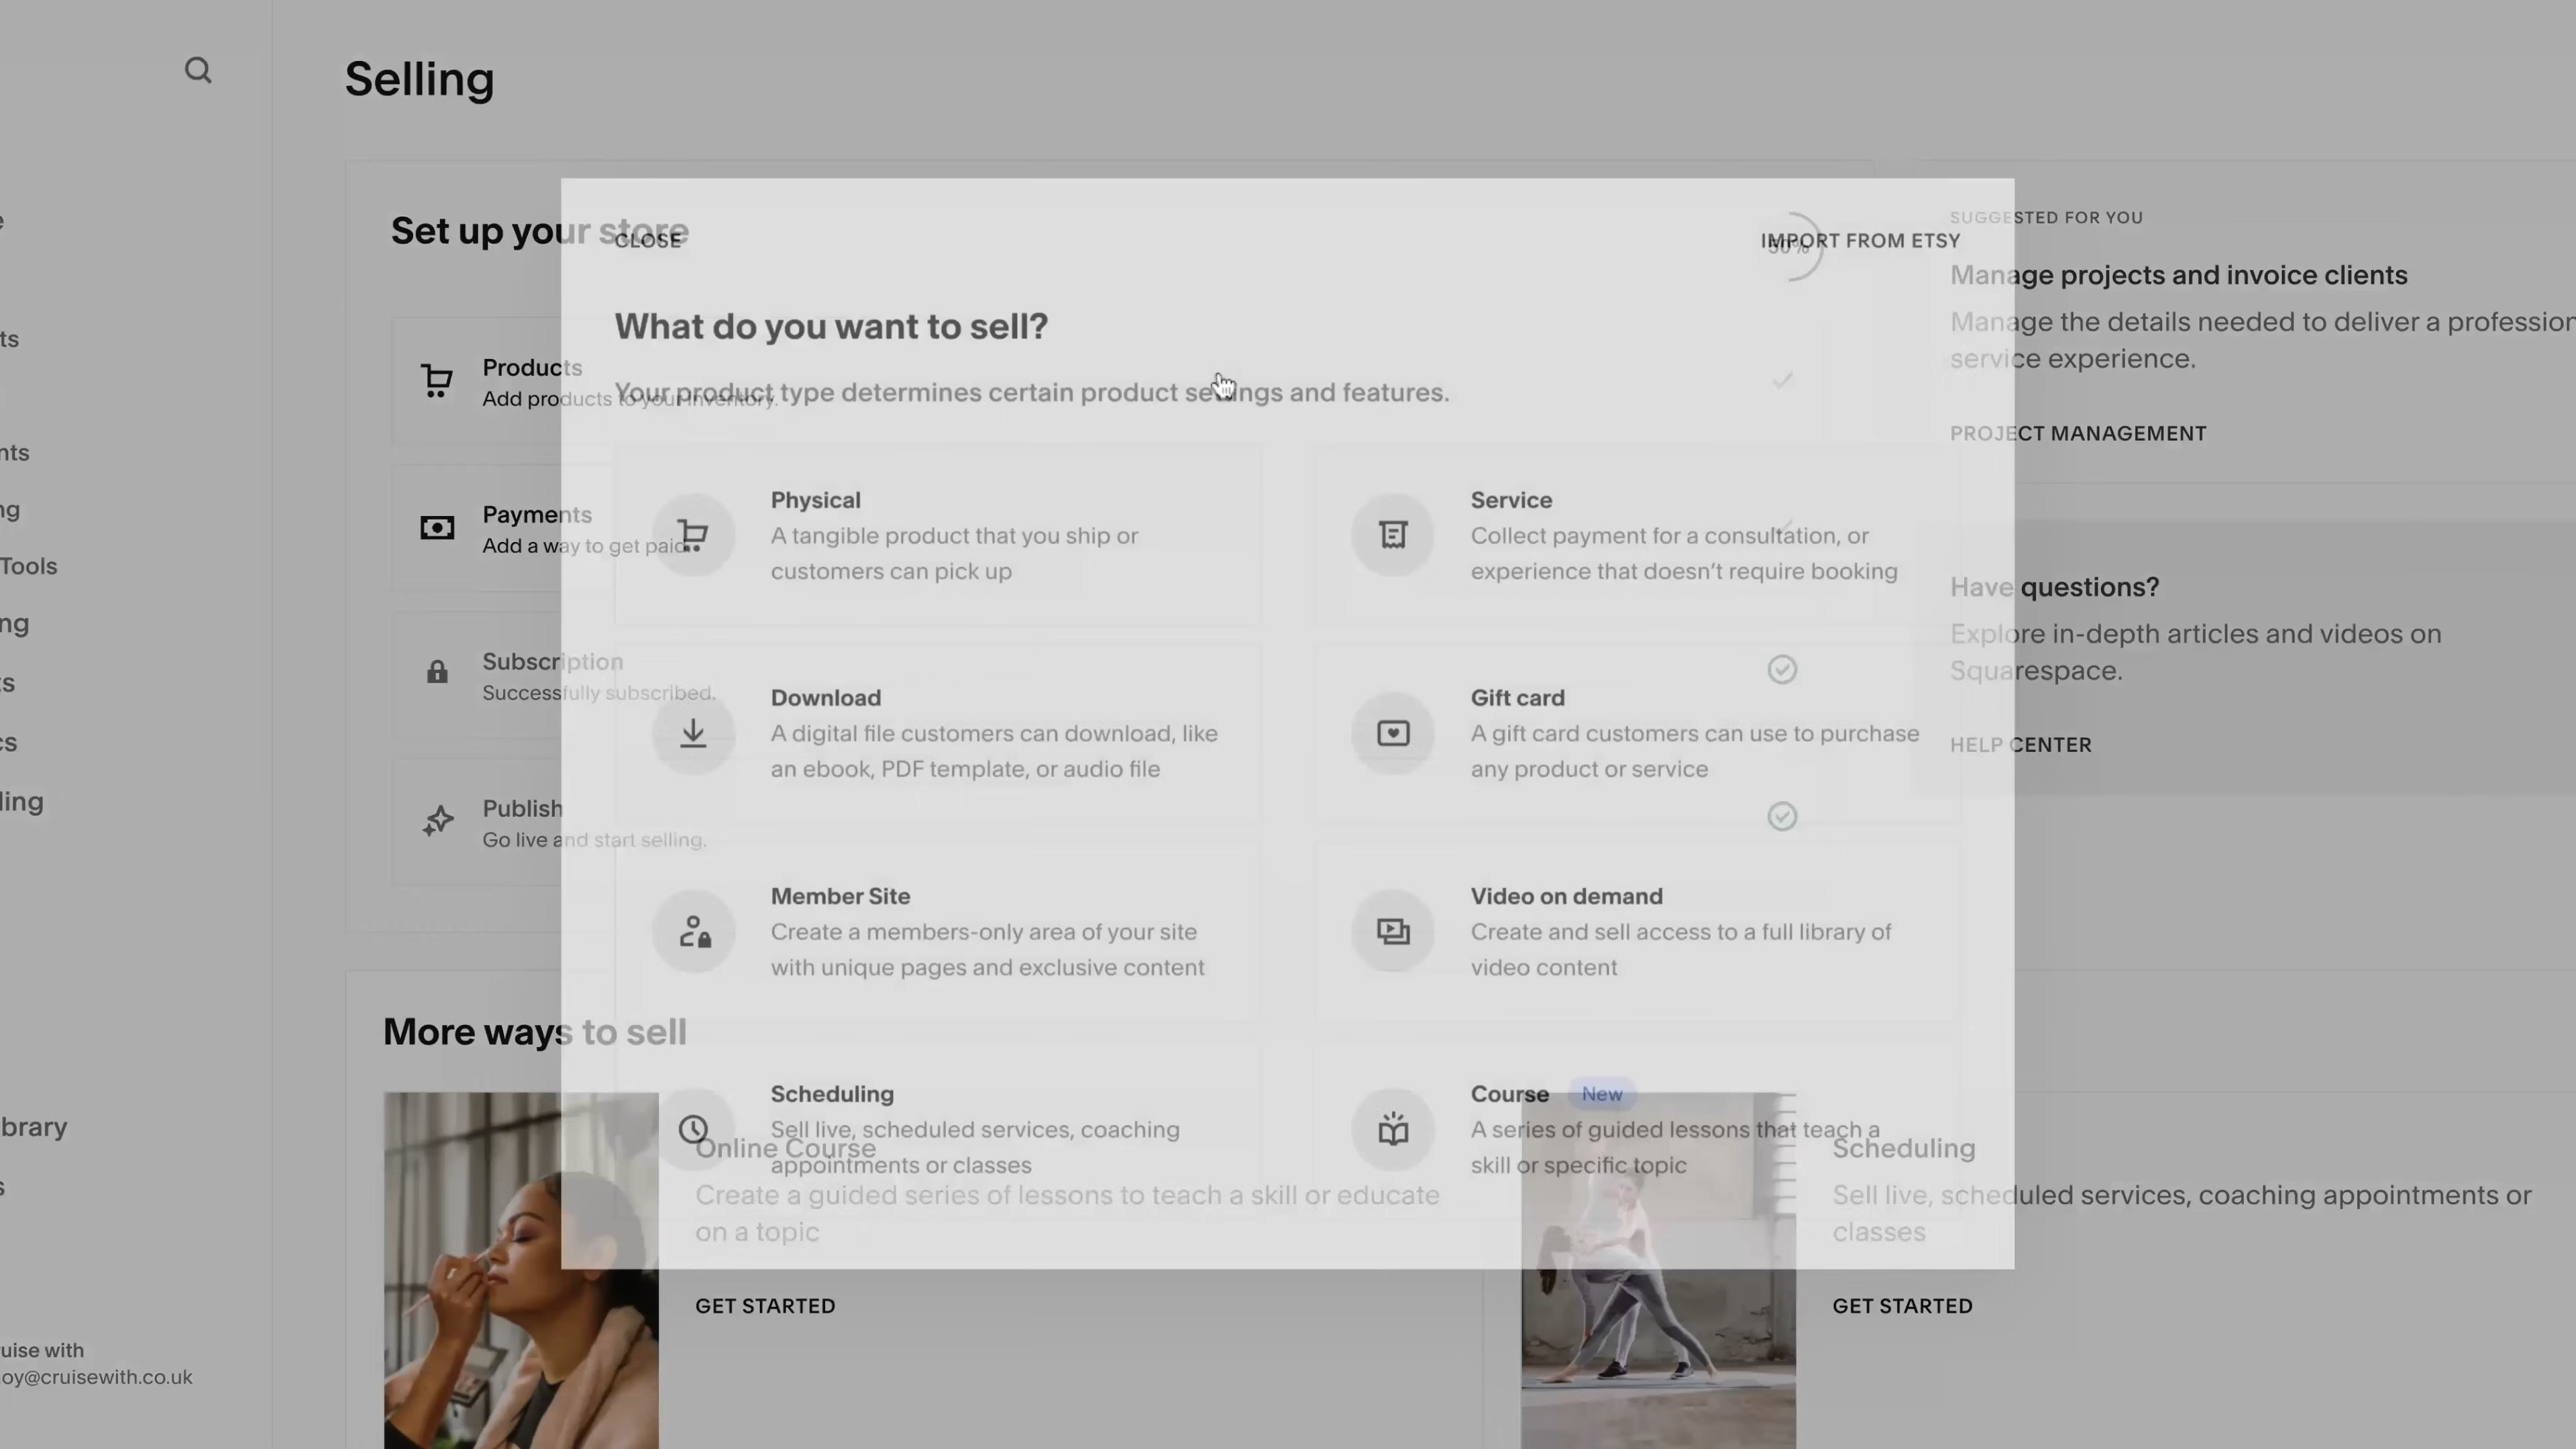 Selling
e
ts
nts
ng
Tools
ng
ts
cs
ling
brary
s
uise with
oy@cruisewith.co.uk
Set up your store
Products
Add products to your inventory.
Payments
Add a way to get paid.
Subscription
Successfully subscribed.
Publish
Go live and start selling.
CLOSE
IMPORT FROM ETSY
50%
What do you want to sell?
Your product type determines certain product settings and features.
Physical
A tangible product that you ship or
customers can pick up
Service
Collect payment for a consultation, or
experience that doesn’t require booking
Download
A digital file customers can download, like
an ebook, PDF template, or audio file
Gift card
A gift card customers can use to purchase
any product or service
Member Site
Create a members-only area of your site
with unique pages and exclusive content
Video on demand
Create and sell access to a full library of
video content
Scheduling
Sell live, scheduled services, coaching
appointments or classes
Course New
A series of guided lessons that teach a
skill or specific topic
SUGGESTED FOR YOU
Manage projects and invoice clients
Manage the details needed to deliver a profession
service experience.
PROJECT MANAGEMENT
Have questions?
Explore in-depth articles and videos on
Squarespace.
HELP CENTER
More ways to sell
Online Course
Create a guided series of lessons to teach a skill or educate
on a topic
GET STARTED
Scheduling
Sell live, scheduled services, coaching appointments or
classes
GET STARTED